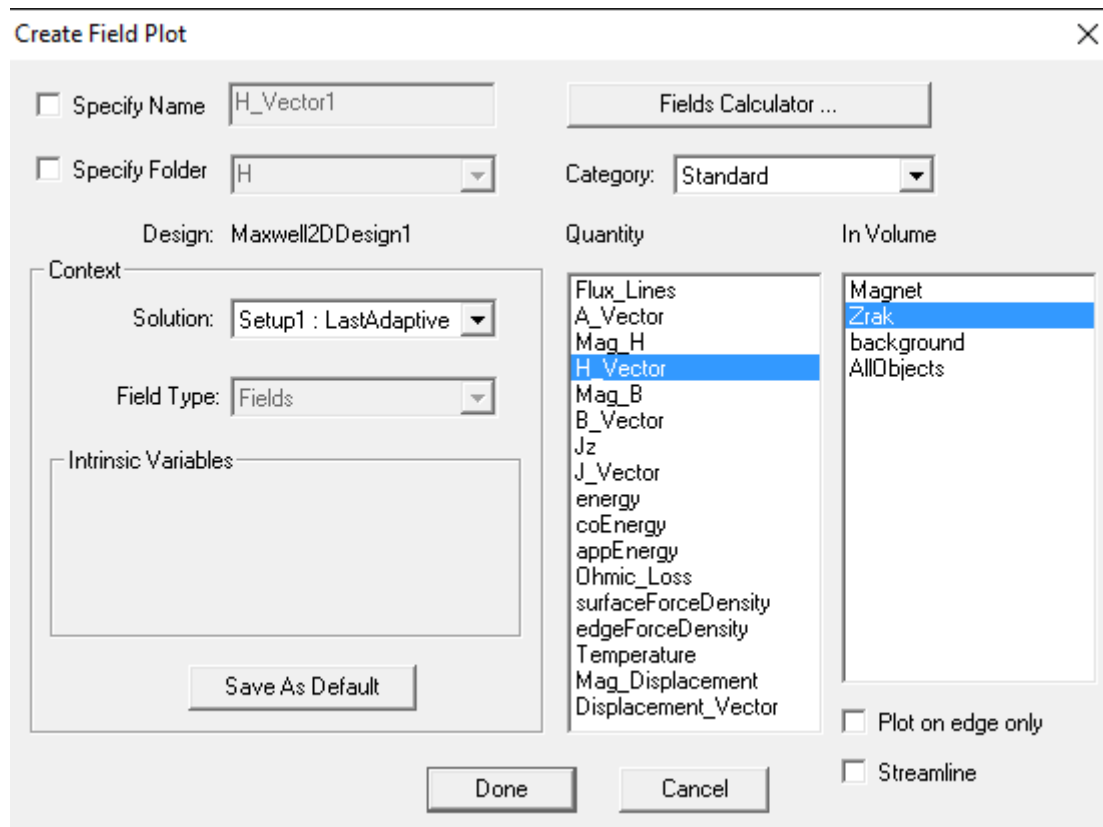 Create Field Plot
Specify Name
H_Vector1
Fields Calculator ...
Specify Folder
H
Category:
Standard
Design:
Maxwell2DDesign1
Quantity
In Volume
Context
Solution:
Setup1 : LastAdaptive
Field Type:
Fields
Intrinsic Variables
Save As Default
Flux_Lines
A_Vector
Mag_H
H_Vector
Mag_B
B_Vector
Jz
J_Vector
energy
coEnergy
appEnergy
Ohmic_Loss
surfaceForceDensity
edgeForceDensity
Temperature
Mag_Displacement
Displacement_Vector
Magnet
Zrak
background
AllObjects
Plot on edge only
Streamline
Done
Cancel